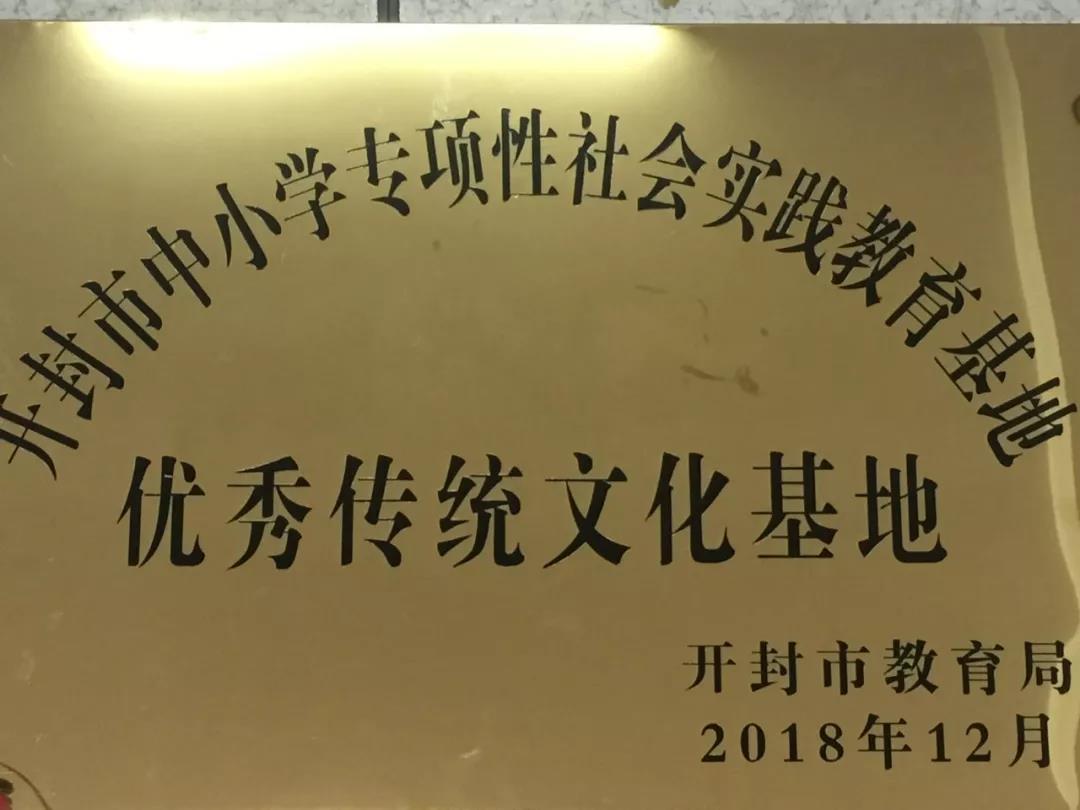 开封市中小学专项性社会实践教育基地
优秀传统文化基地
开封市教育局
2018年12月